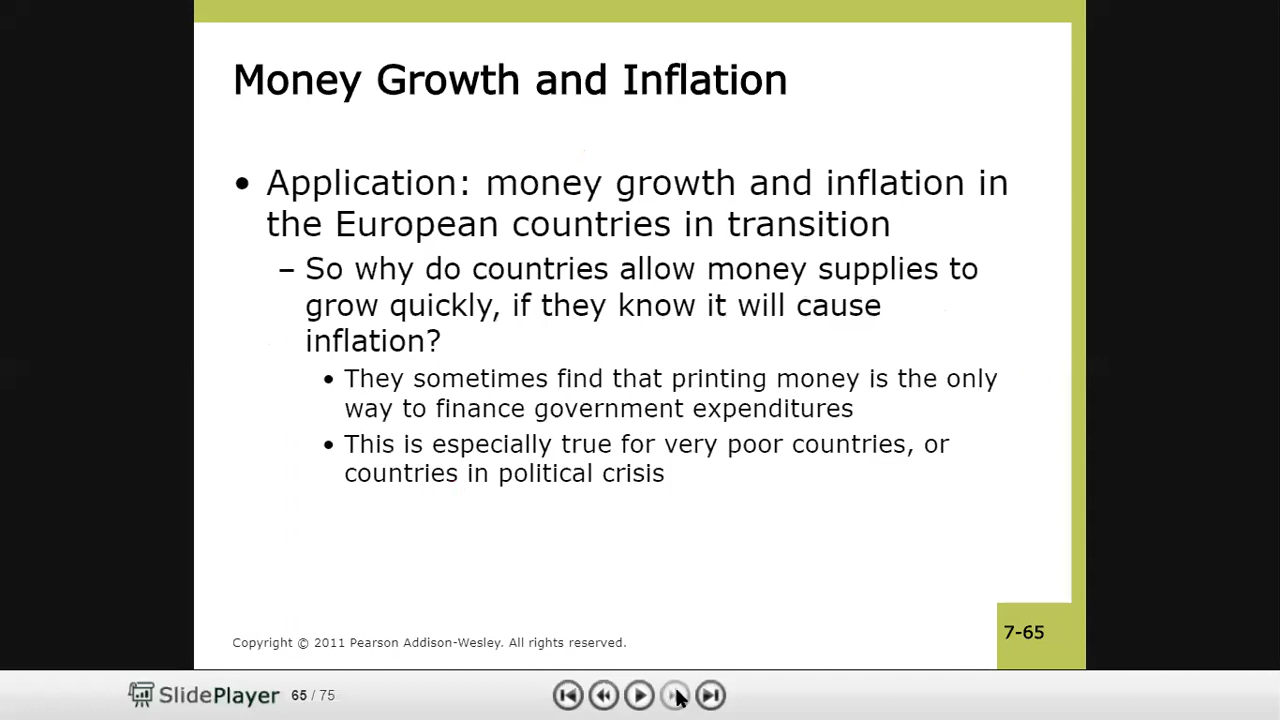 Money Growth and Inflation
• Application: money growth and inflation in
the European countries in transition
– So why do countries allow money supplies to
grow quickly, if they know it will cause
inflation?
• They sometimes find that printing money is the only
way to finance government expenditures
• This is especially true for very poor countries, or
countries in political crisis
Copyright © 2011 Pearson Addison-Wesley. All rights reserved.
7-65
SlidePlayer 65 / 75